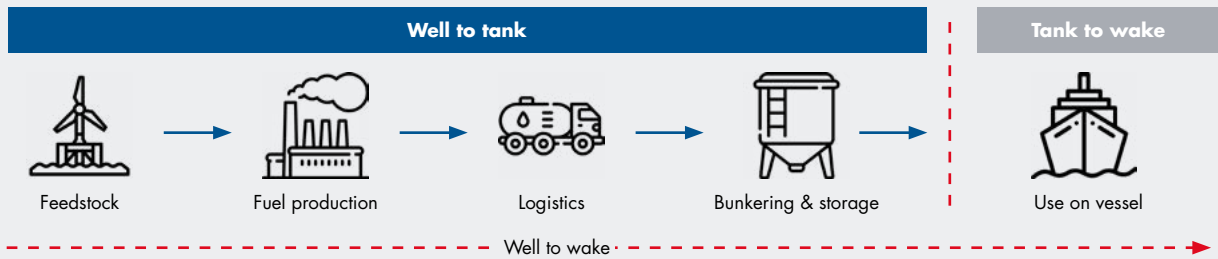 Well to tank
Tank to wake
Feedstock
Fuel production
Logistics
Bunkering & storage
Use on vessel
Well to wake